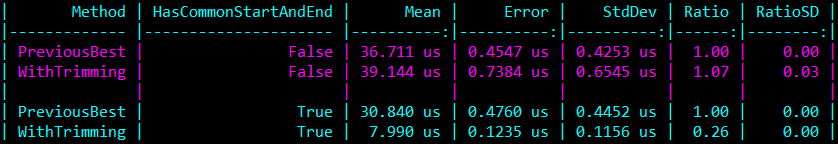 | Method | HasCommonStartAndEnd | Mean | Error | StdDev | Ratio | RatioSD |
|------------- |--------------------- |----------:|----------:|----------:|------:|--------:|
| PreviousBest | False | 36.711 us | 0.4547 us | 0.4253 us | 1.00 | 0.00 |
| WithTrimming | False | 39.144 us | 0.7384 us | 0.6545 us | 1.07 | 0.03 |
| | | | | | | |
| PreviousBest | True | 30.840 us | 0.4760 us | 0.4452 us | 1.00 | 0.00 |
| WithTrimming | True | 7.990 us | 0.1235 us | 0.1156 us | 0.26 | 0.00 |